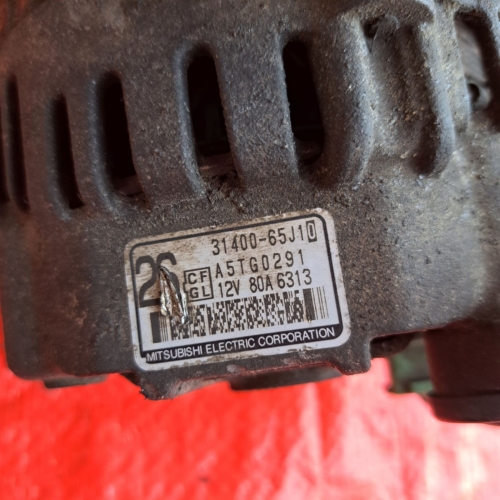 31400-65J10
26 CF A5TG0291
GL 12V 80A 6313
MITSUBISHI ELECTRIC CORPORATION